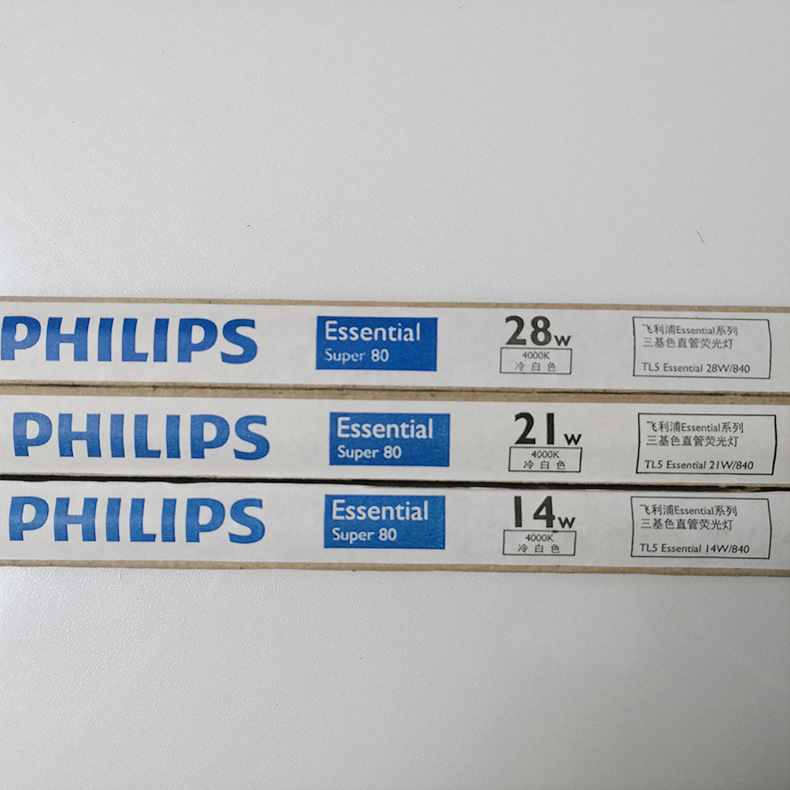 PHILIPS
Essential
Super 80
28w
4000K
冷白色
飞利浦Essential系列
三基色直管荧光灯
TL5 Essential 28W/840
PHILIPS
Essential
Super 80
21w
4000K
冷白色
飞利浦Essential系列
三基色直管荧光灯
TL5 Essential 21W/840
PHILIPS
Essential
Super 80
14w
4000K
冷白色
飞利浦Essential系列
三基色直管荧光灯
TL5 Essential 14W/840